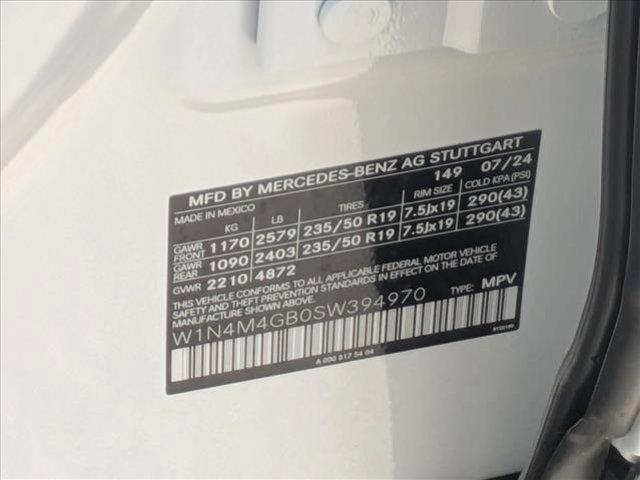 MFD BY MERCEDES-BENZ AG STUTTGART
MADE IN MEXICO 149 07/24
KG LB TIRES RIM SIZE COLD KPA (PSI)
GAWR FRONT 1170 2579 235/50 R19 7.5Jx19 290(43)
GAWR REAR 1090 2403 235/50 R19 7.5Jx19 290(43)
GVWR 2210 4872
THIS VEHICLE CONFORMS TO ALL APPLICABLE FEDERAL MOTOR VEHICLE
SAFETY AND THEFT PREVENTION STANDARDS IN EFFECT ON THE DATE OF
MANUFACTURE SHOWN ABOVE.
TYPE: MPV
W1N4M4GB0SW394970
A 000 817 54 04